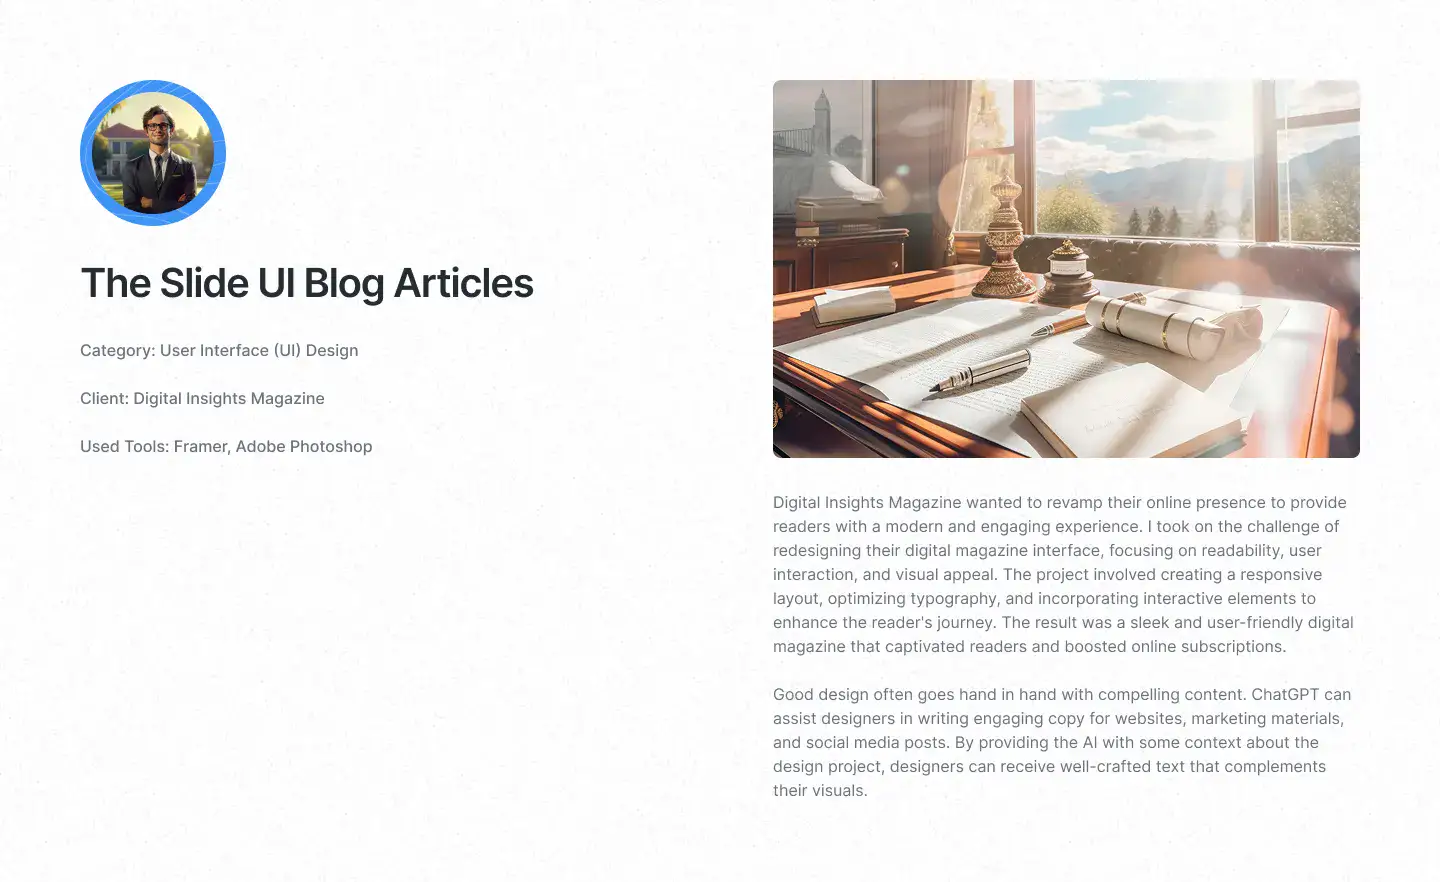 The Slide UI Blog Articles
Category: User Interface (UI) Design
Client: Digital Insights Magazine
Used Tools: Framer, Adobe Photoshop
Digital Insights Magazine wanted to revamp their online presence to provide
readers with a modern and engaging experience. I took on the challenge of
redesigning their digital magazine interface, focusing on readability, user
interaction, and visual appeal. The project involved creating a responsive
layout, optimizing typography, and incorporating interactive elements to
enhance the reader's journey. The result was a sleek and user-friendly digital
magazine that captivated readers and boosted online subscriptions.
Good design often goes hand in hand with compelling content. ChatGPT can
assist designers in writing engaging copy for websites, marketing materials,
and social media posts. By providing the AI with some context about the
design project, designers can receive well-crafted text that complements
their visuals.